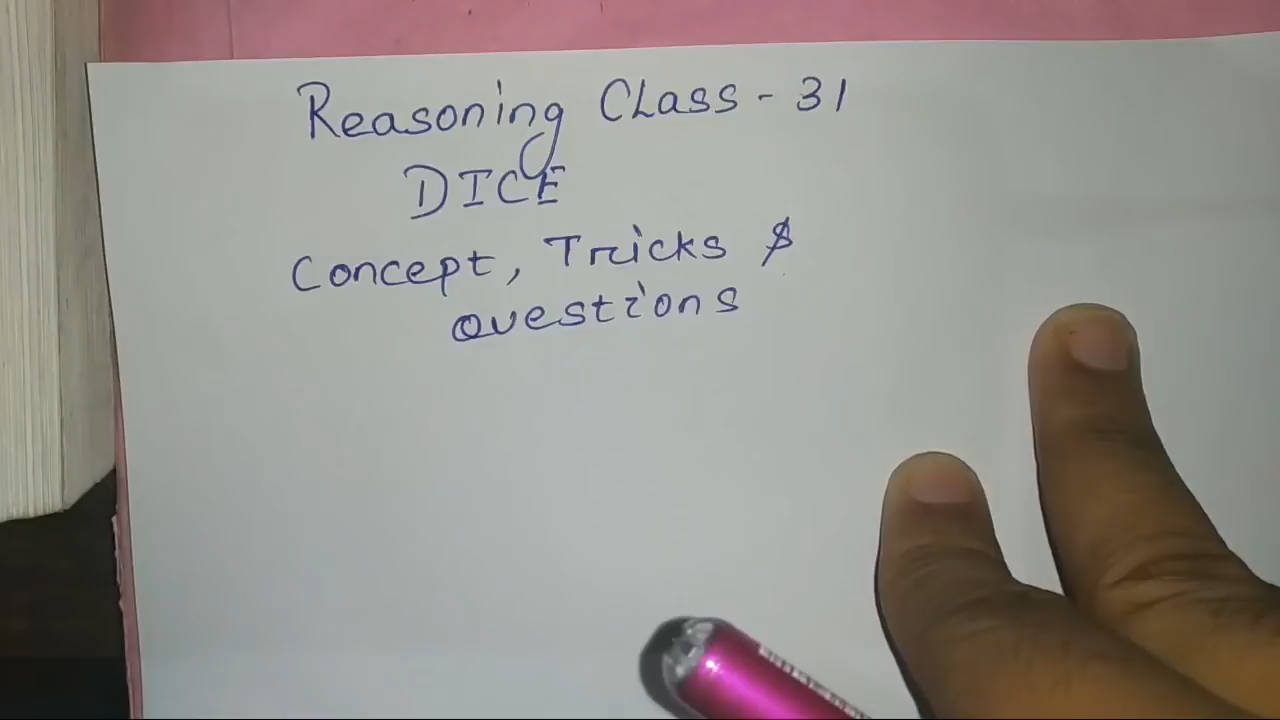 Reasoning Class - 31
DICE
Concept, Tricks &
Questions